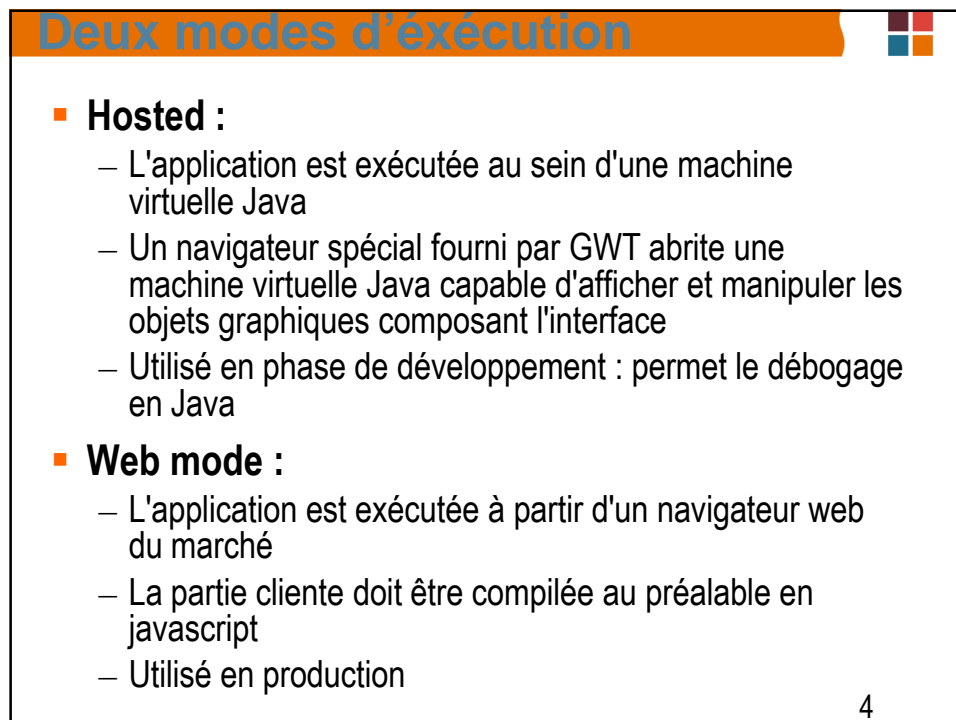 Deux modes d’éxécution
▪ Hosted :
– L'application est exécutée au sein d'une machine
virtuelle Java
– Un navigateur spécial fourni par GWT abrite une
machine virtuelle Java capable d'afficher et manipuler les
objets graphiques composant l'interface
– Utilisé en phase de développement : permet le débogage
en Java
▪ Web mode :
– L'application est exécutée à partir d'un navigateur web
du marché
– La partie cliente doit être compilée au préalable en
javascript
– Utilisé en production
4